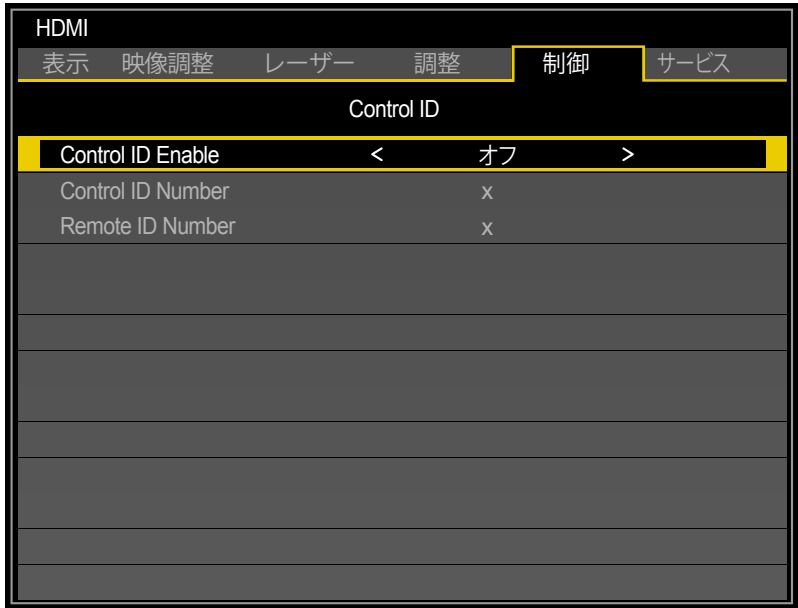 HDMI
表示 映像調整 レーザー 調整 制御 サービス
Control ID
Control ID Enable < オフ >
Control ID Number x
Remote ID Number x